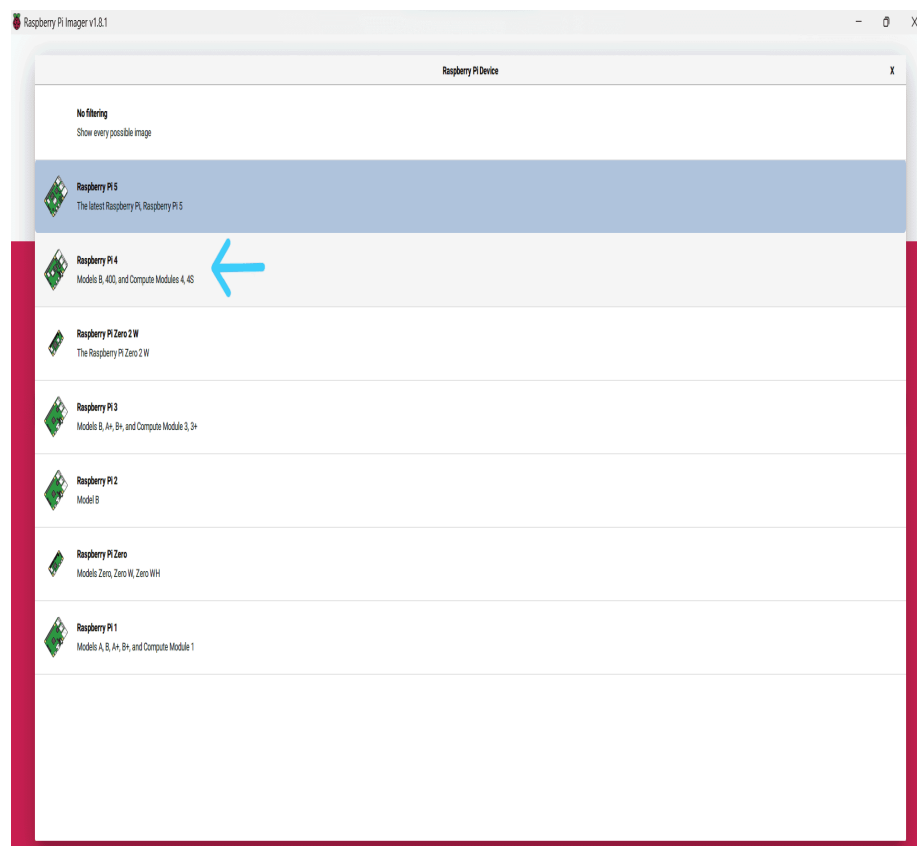 Raspberry Pi Imager v1.8.1
Raspberry Pi Device
X
No filtering
Show every possible image
Raspberry Pi 5
The latest Raspberry Pi, Raspberry Pi 5
Raspberry Pi 4
Models B, 400, and Compute Modules 4, 4S
Raspberry Pi Zero 2 W
The Raspberry Pi Zero 2 W
Raspberry Pi 3
Models B, A+, B+, and Compute Module 3, 3+
Raspberry Pi 2
Model B
Raspberry Pi Zero
Models Zero, Zero W, Zero WH
Raspberry Pi 1
Models A, B, A+, B+, and Compute Module 1